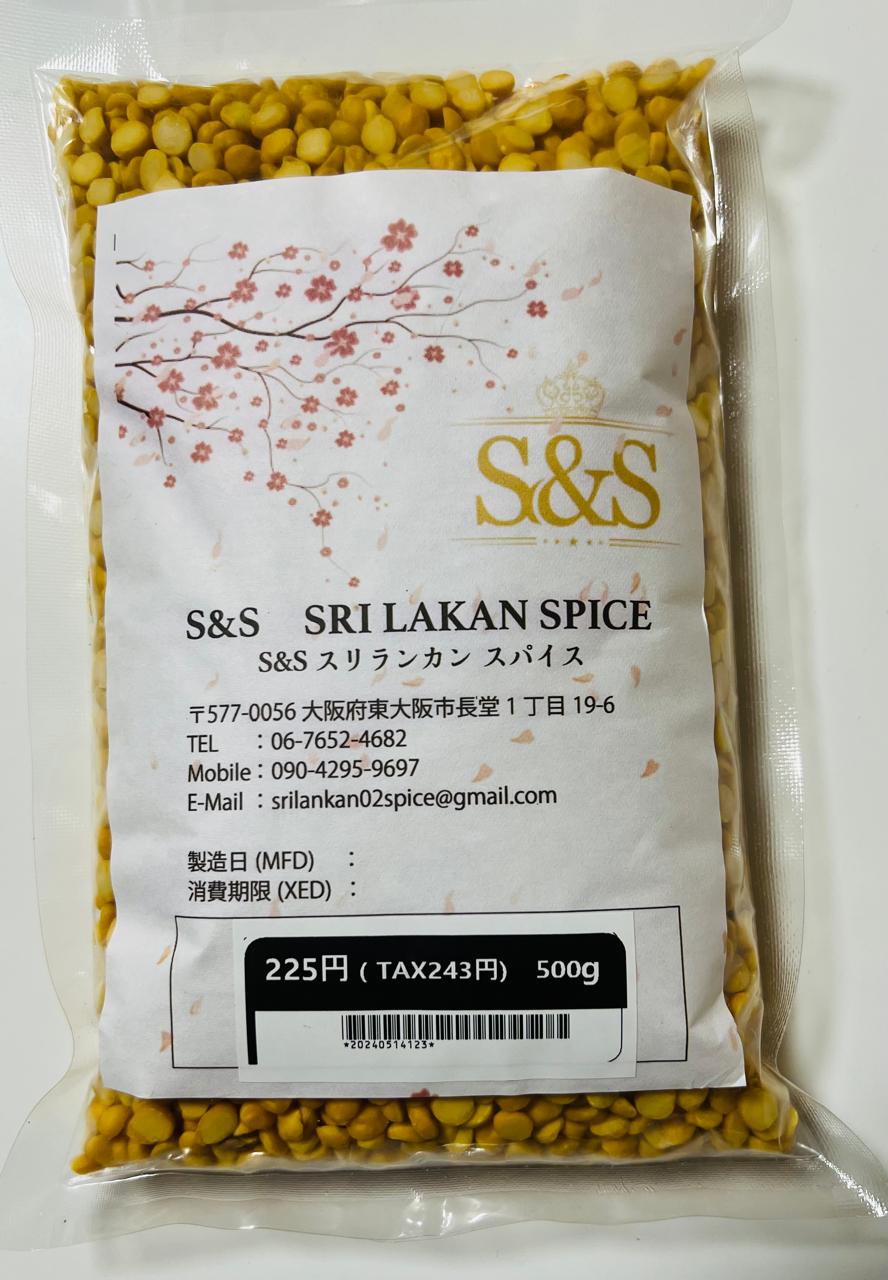 S&S
S&S SRI LAKAN SPICE
S&S スリランカン スパイス
〒577-0056 大阪府東大阪市長堂 1 丁目 19-6
TEL : 06-7652-4682
Mobile : 090-4295-9697
E-Mail : srilankan02spice@gmail.com
製造日 (MFD) :
消費期限 (XED) :
225円 ( TAX243円) 500g
*20240514123*